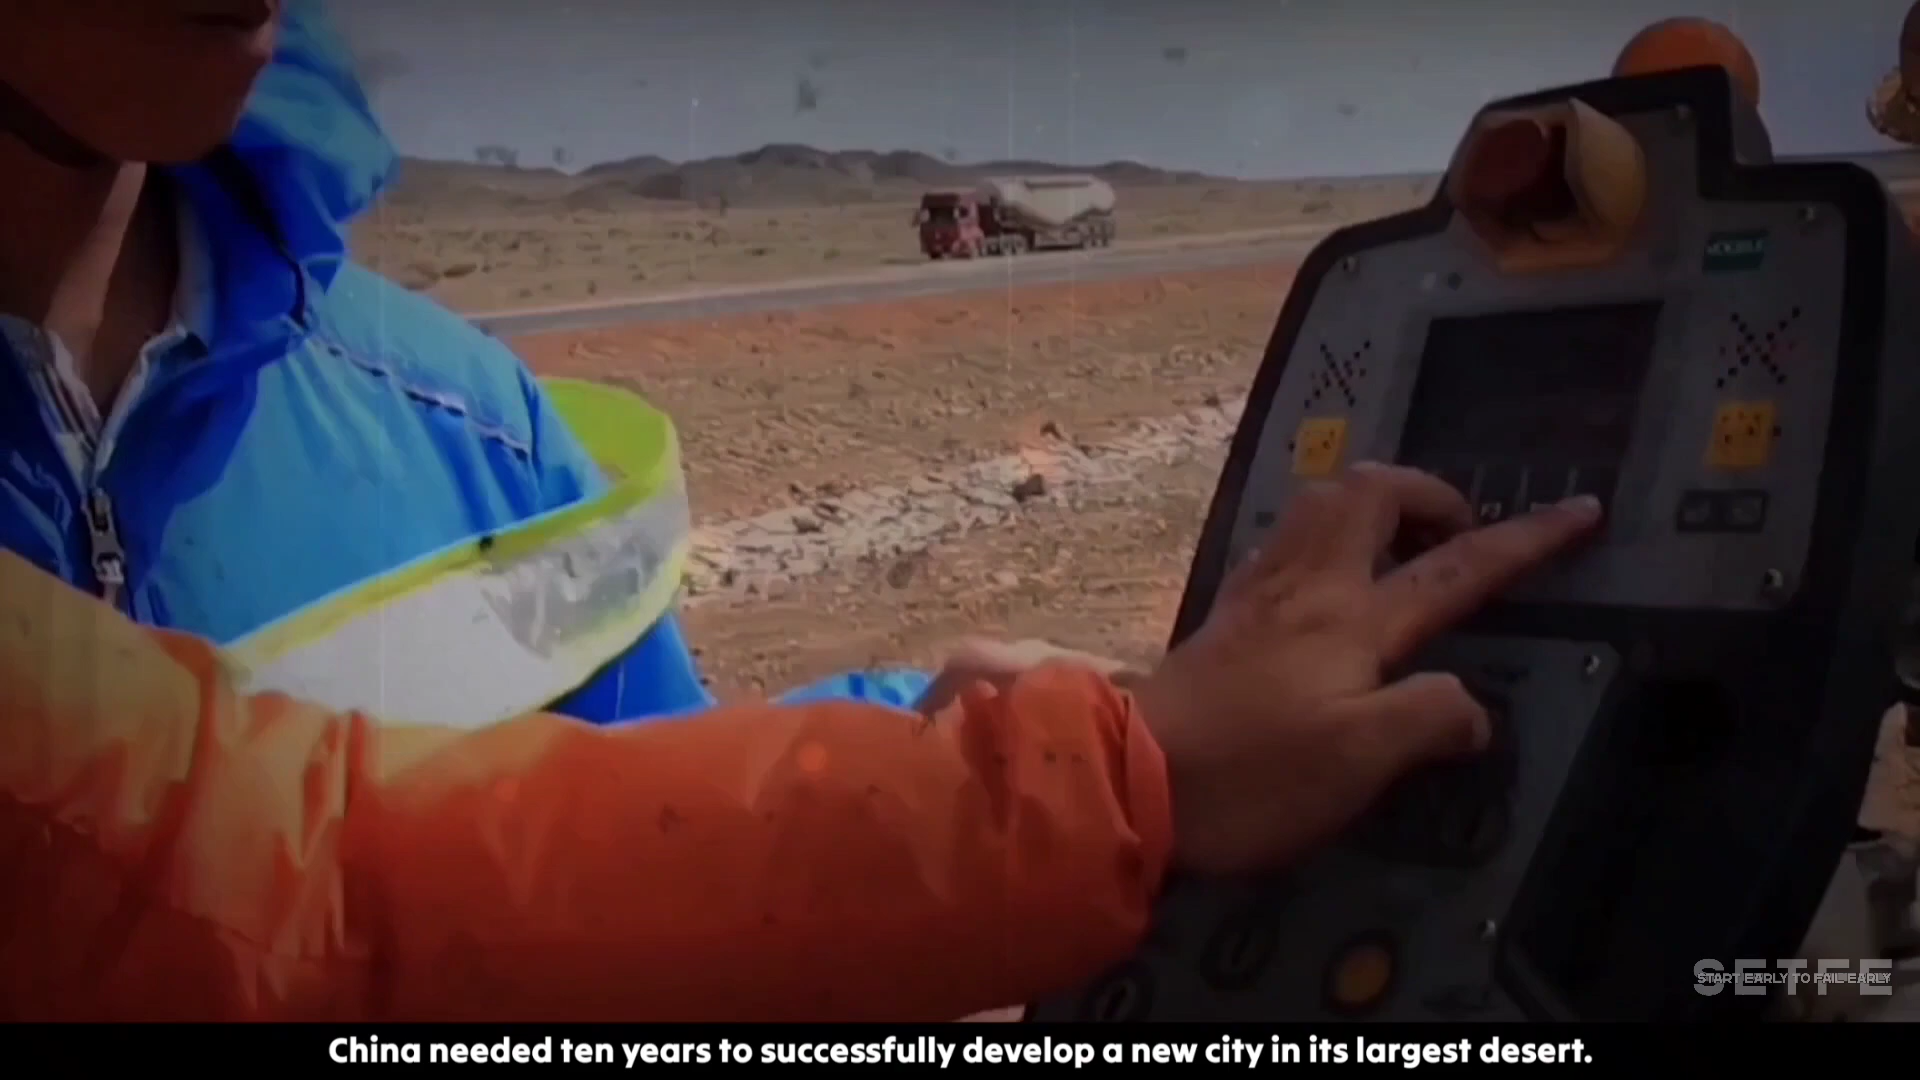 F3
SETFE
START EARLY TO FAIL EARLY
China needed ten years to successfully develop a new city in its largest desert.